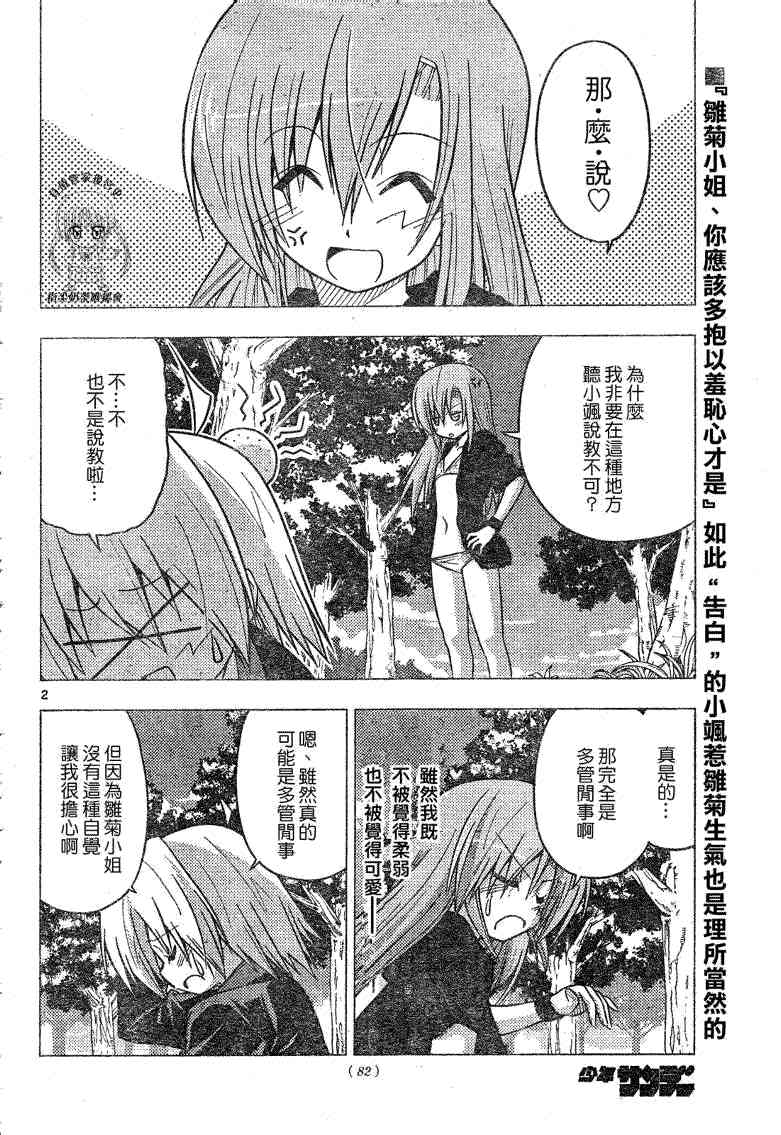 『雛菊小姐、你應該多抱以羞恥心才是』如此“告白”的小颯惹雛菊生氣也是理所當然的
那・麼・說♡
為什麼
我非要在這種地方
聽小颯說教不可？
不…不
也不是說教啦…
2
真是的…
那完全是
多管閒事啊
雖然我既
不被覺得柔弱
也不被覺得可愛──
嗯、雖然真的
可能是多管閒事
但因為雛菊小姐
沒有這種自覺
讓我很擔心啊
(82)
少年サンデー